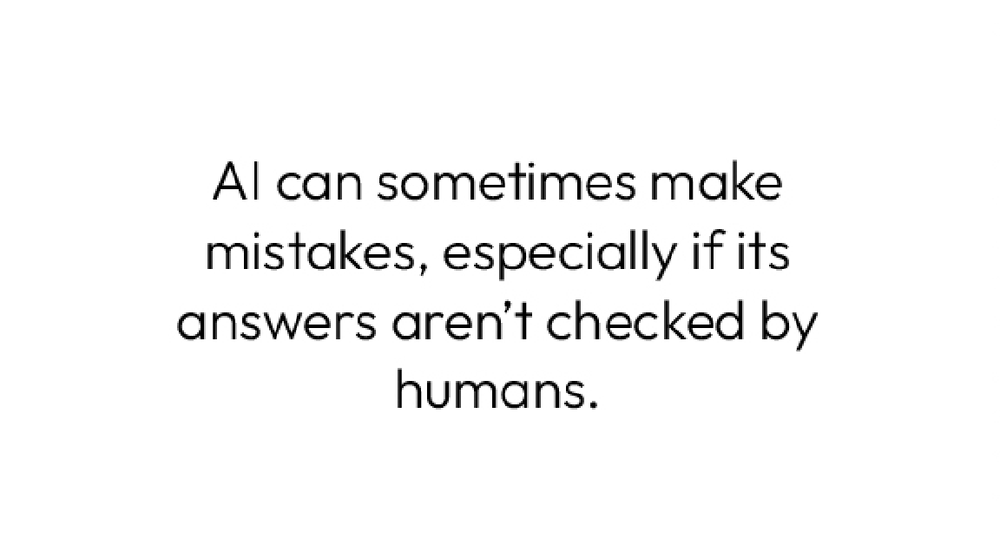 AI can sometimes make
mistakes, especially if its
answers aren’t checked by
humans.